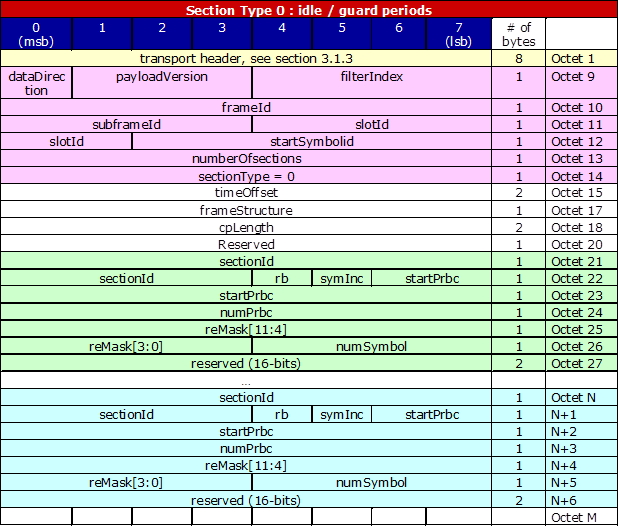 Section Type 0 : idle / guard periods
0 (msb) 1 2 3 4 5 6 7 (lsb) # of bytes
transport header, see section 3.1.3 8 Octet 1
dataDirection payloadVersion filterIndex 1 Octet 9
frameId 1 Octet 10
subframeId slotId 1 Octet 11
slotId startSymbolid 1 Octet 12
numberOfsections 1 Octet 13
sectionType = 0 1 Octet 14
timeOffset 2 Octet 15
frameStructure 1 Octet 17
cpLength 2 Octet 18
Reserved 1 Octet 20
sectionId 1 Octet 21
sectionId rb symInc startPrbc 1 Octet 22
startPrbc 1 Octet 23
numPrbc 1 Octet 24
reMask[11:4] 1 Octet 25
reMask[3:0] numSymbol 1 Octet 26
reserved (16-bits) 2 Octet 27
...
sectionId 1 Octet N
sectionId rb symInc startPrbc 1 N+1
startPrbc 1 N+2
numPrbc 1 N+3
reMask[11:4] 1 N+4
reMask[3:0] numSymbol 1 N+5
reserved (16-bits) 2 N+6
Octet M